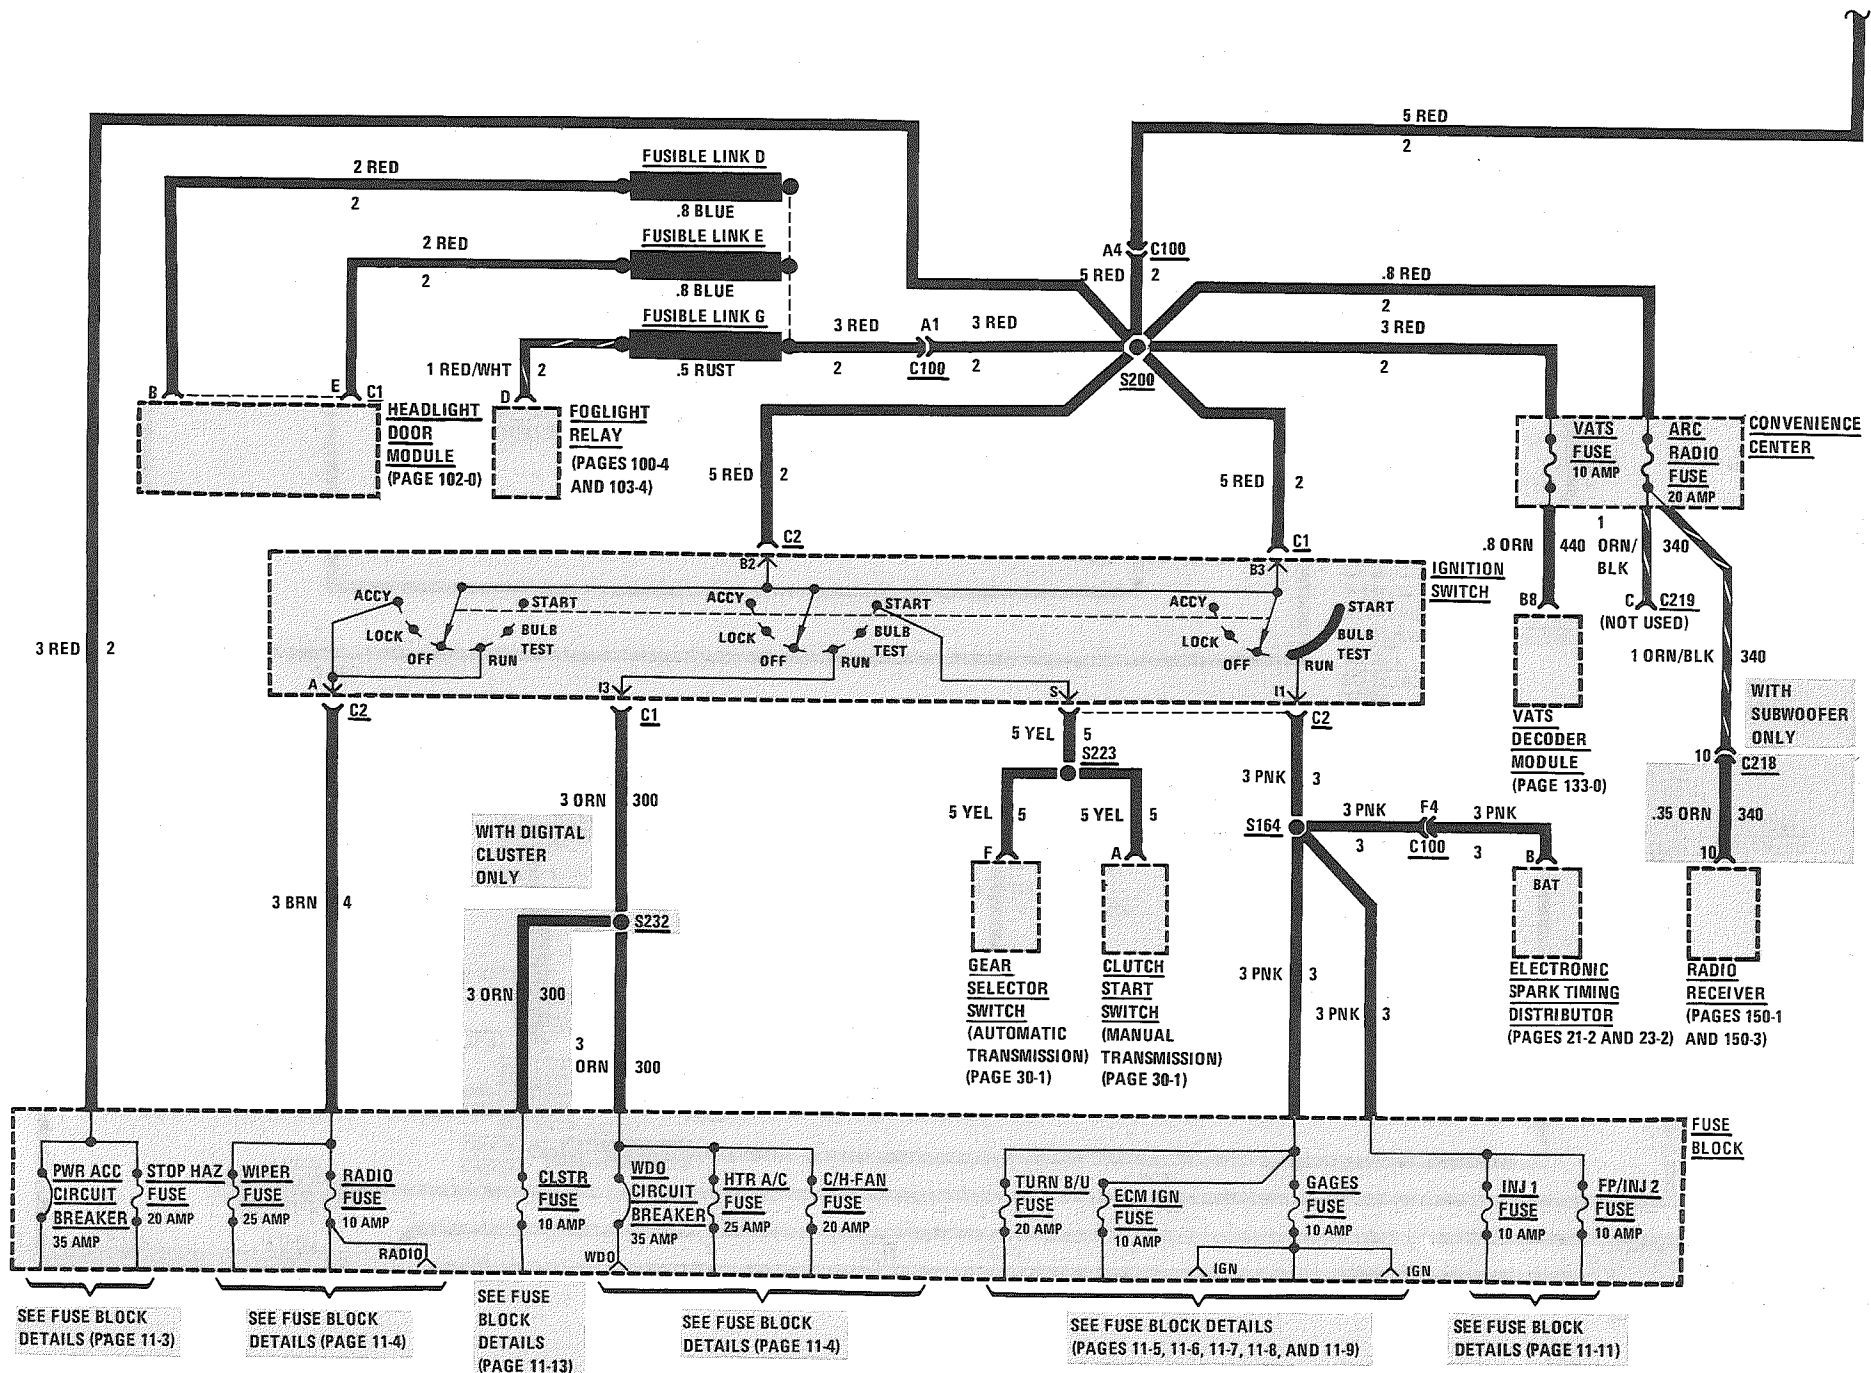 5 RED
2
FUSIBLE LINK D
2 RED
2
.8 BLUE
FUSIBLE LINK E
2 RED
2
.8 BLUE
A4
C100
5 RED
2
.8 RED
2
FUSIBLE LINK G
3 RED
A1
3 RED
3 RED
2
C100
2
2
1 RED/WHT
2
.5 RUST
S200
B
E
C1
D
HEADLIGHT
DOOR
MODULE
(PAGE 102-0)
FOGLIGHT
RELAY
(PAGES 100-4
AND 103-4)
VATS
FUSE
10 AMP
ARC
RADIO
FUSE
20 AMP
CONVENIENCE
CENTER
5 RED
2
5 RED
2
C2
C1
B2
B3
IGNITION
SWITCH
.8 ORN
440
1
ORN/
BLK
340
B8
C
C219
(NOT USED)
ACCY
START
LOCK
BULB
TEST
OFF
RUN
ACCY
START
LOCK
BULB
TEST
OFF
RUN
ACCY
START
LOCK
BULB
TEST
OFF
RUN
3 RED
2
1 ORN/BLK
340
A
I3
S
I1
C2
C1
C2
VATS
DECODER
MODULE
(PAGE 133-0)
WITH
SUBWOOFER
ONLY
10
C218
.35 ORN
340
10
5 YEL
5
S223
5 YEL
5
5 YEL
5
3 PNK
3
S164
3 PNK
F4
3 PNK
3
C100
3
3 ORN
300
WITH DIGITAL
CLUSTER
ONLY
F
A
B
BAT
3 BRN
4
S232
GEAR
SELECTOR
SWITCH
(AUTOMATIC
TRANSMISSION)
(PAGE 30-1)
CLUTCH
START
SWITCH
(MANUAL
TRANSMISSION)
(PAGE 30-1)
3 PNK
3
3 PNK
3
ELECTRONIC
SPARK TIMING
DISTRIBUTOR
(PAGES 21-2 AND 23-2)
RADIO
RECEIVER
(PAGES 150-1
AND 150-3)
3 ORN
300
3
ORN
300
FUSE
BLOCK
PWR ACC
CIRCUIT
BREAKER
35 AMP
STOP HAZ
FUSE
20 AMP
WIPER
FUSE
25 AMP
RADIO
FUSE
10 AMP
RADIO
CLSTR
FUSE
10 AMP
WDO
CIRCUIT
BREAKER
35 AMP
WDO
HTR A/C
FUSE
25 AMP
C/H-FAN
FUSE
20 AMP
TURN B/U
FUSE
20 AMP
ECM IGN
FUSE
10 AMP
GAGES
FUSE
10 AMP
IGN
IGN
INJ 1
FUSE
10 AMP
FP/INJ 2
FUSE
10 AMP
SEE FUSE BLOCK
DETAILS (PAGE 11-3)
SEE FUSE BLOCK
DETAILS (PAGE 11-4)
SEE FUSE
BLOCK
DETAILS
(PAGE 11-13)
SEE FUSE BLOCK
DETAILS (PAGE 11-4)
SEE FUSE BLOCK DETAILS
(PAGES 11-5, 11-6, 11-7, 11-8, AND 11-9)
SEE FUSE BLOCK
DETAILS (PAGE 11-11)